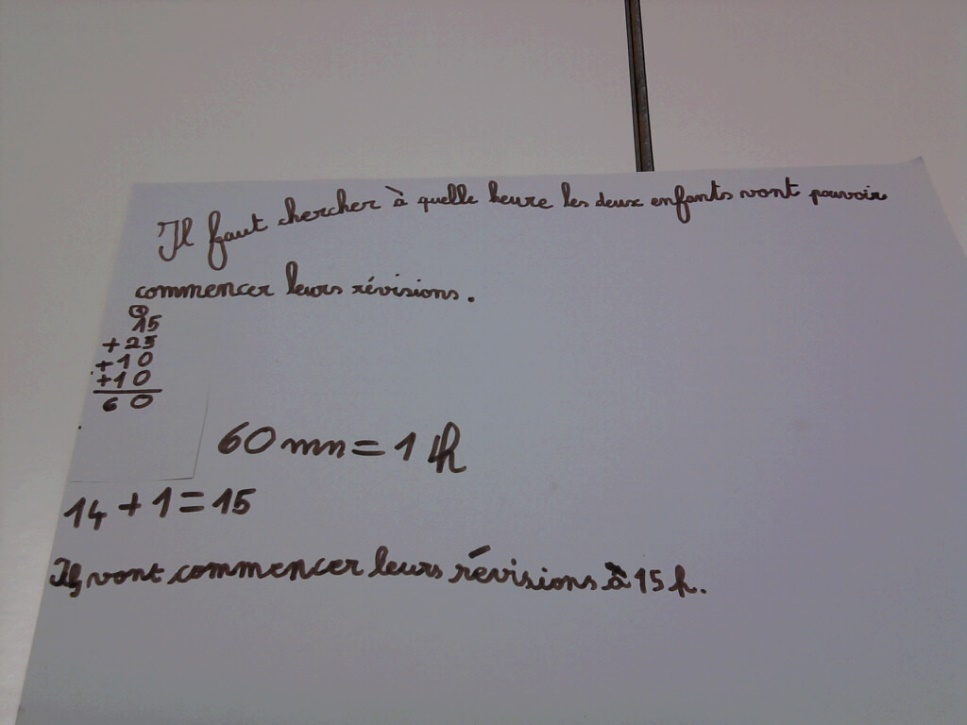 Il faut chercher à quelle heure les deux enfants vont pouvoir
commencer leurs révisions.
1
15
+25
+10
+10
60
60 mn = 1 h
14 + 1 = 15
Ils vont commencer leurs révisions à 15 h.